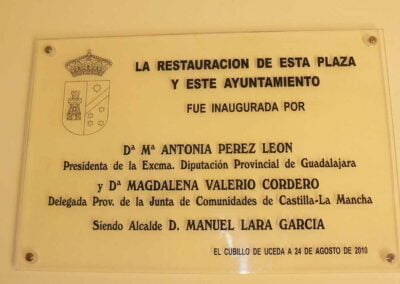 LA RESTAURACION DE ESTA PLAZA
Y ESTE AYUNTAMIENTO
FUE INAUGURADA POR
Dª Mª ANTONIA PEREZ LEON
Presidenta de la Excma. Diputación Provincial de Guadalajara
y Dª MAGDALENA VALERIO CORDERO
Delegada Prov. de la Junta de Comunidades de Castilla-La Mancha
Siendo Alcalde D. MANUEL LARA GARCIA
EL CUBILLO DE UCEDA A 24 DE AGOSTO DE 2010